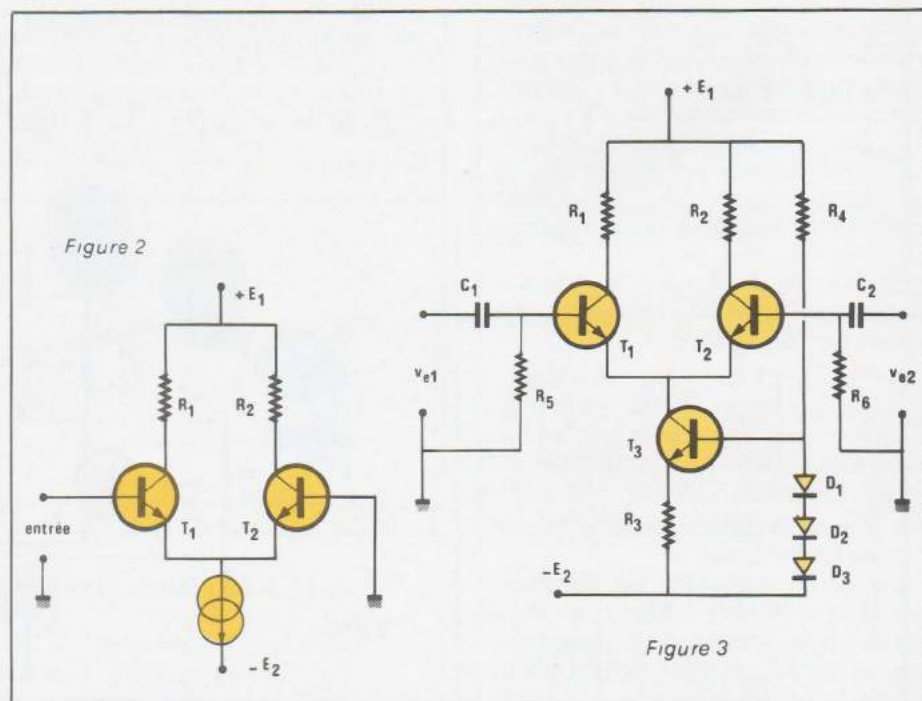 Figure 2
+ E1
R1
R2
T1
T2
entrée
− E2
+ E1
R1
R2
R4
C1
C2
T1
T2
ve1
ve2
R5
R6
T3
R3
D1
D2
D3
−E2
Figure 3